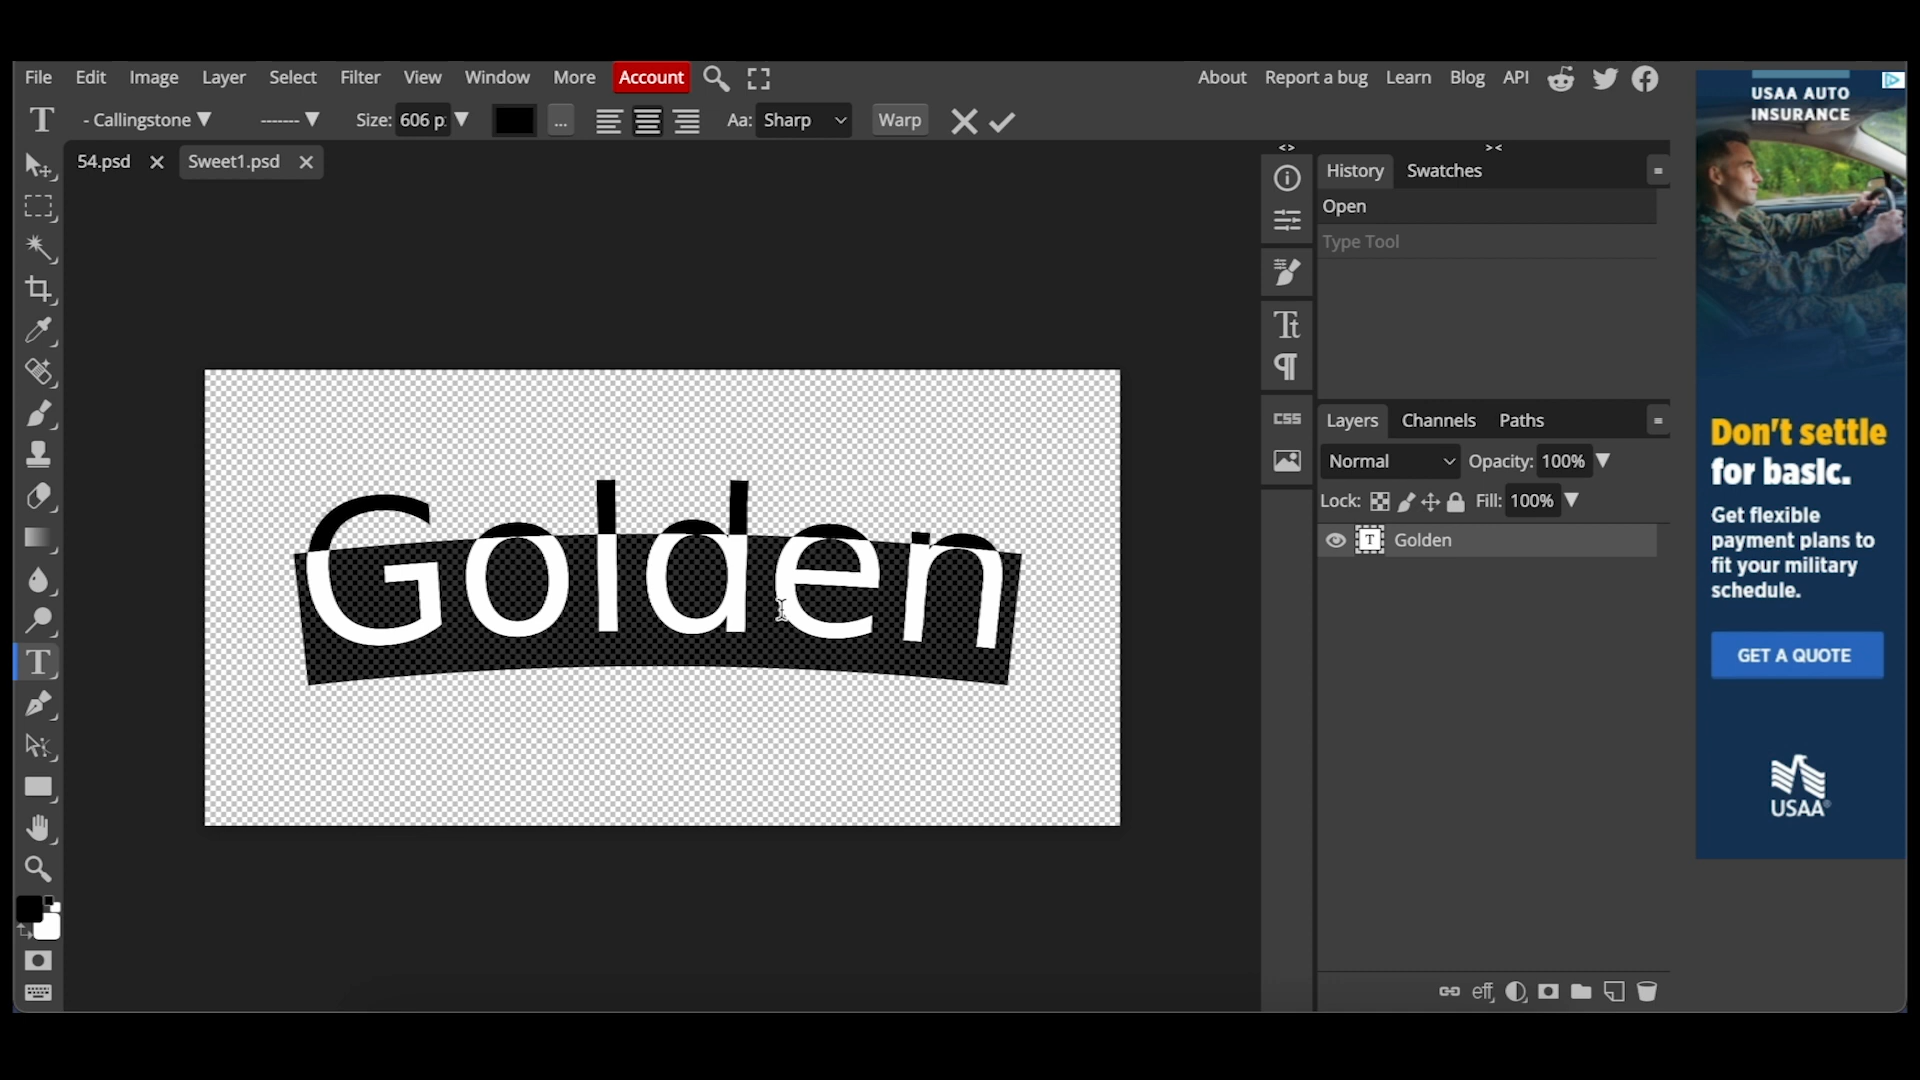 File Edit Image Layer Select Filter View Window More Account About Report a bug Learn Blog API
T - Callingstone ------- Size: 606 p ... Aa: Sharp Warp
54.psd Sweet1.psd
History Swatches
Open
Type Tool
Golden
CSS
Layers Channels Paths
Normal Opacity: 100%
Lock: Fill: 100%
T Golden
eff
USAA AUTO
INSURANCE
Don't settle
for basic.
Get flexible
payment plans to
fit your military
schedule.
GET A QUOTE
USAA®